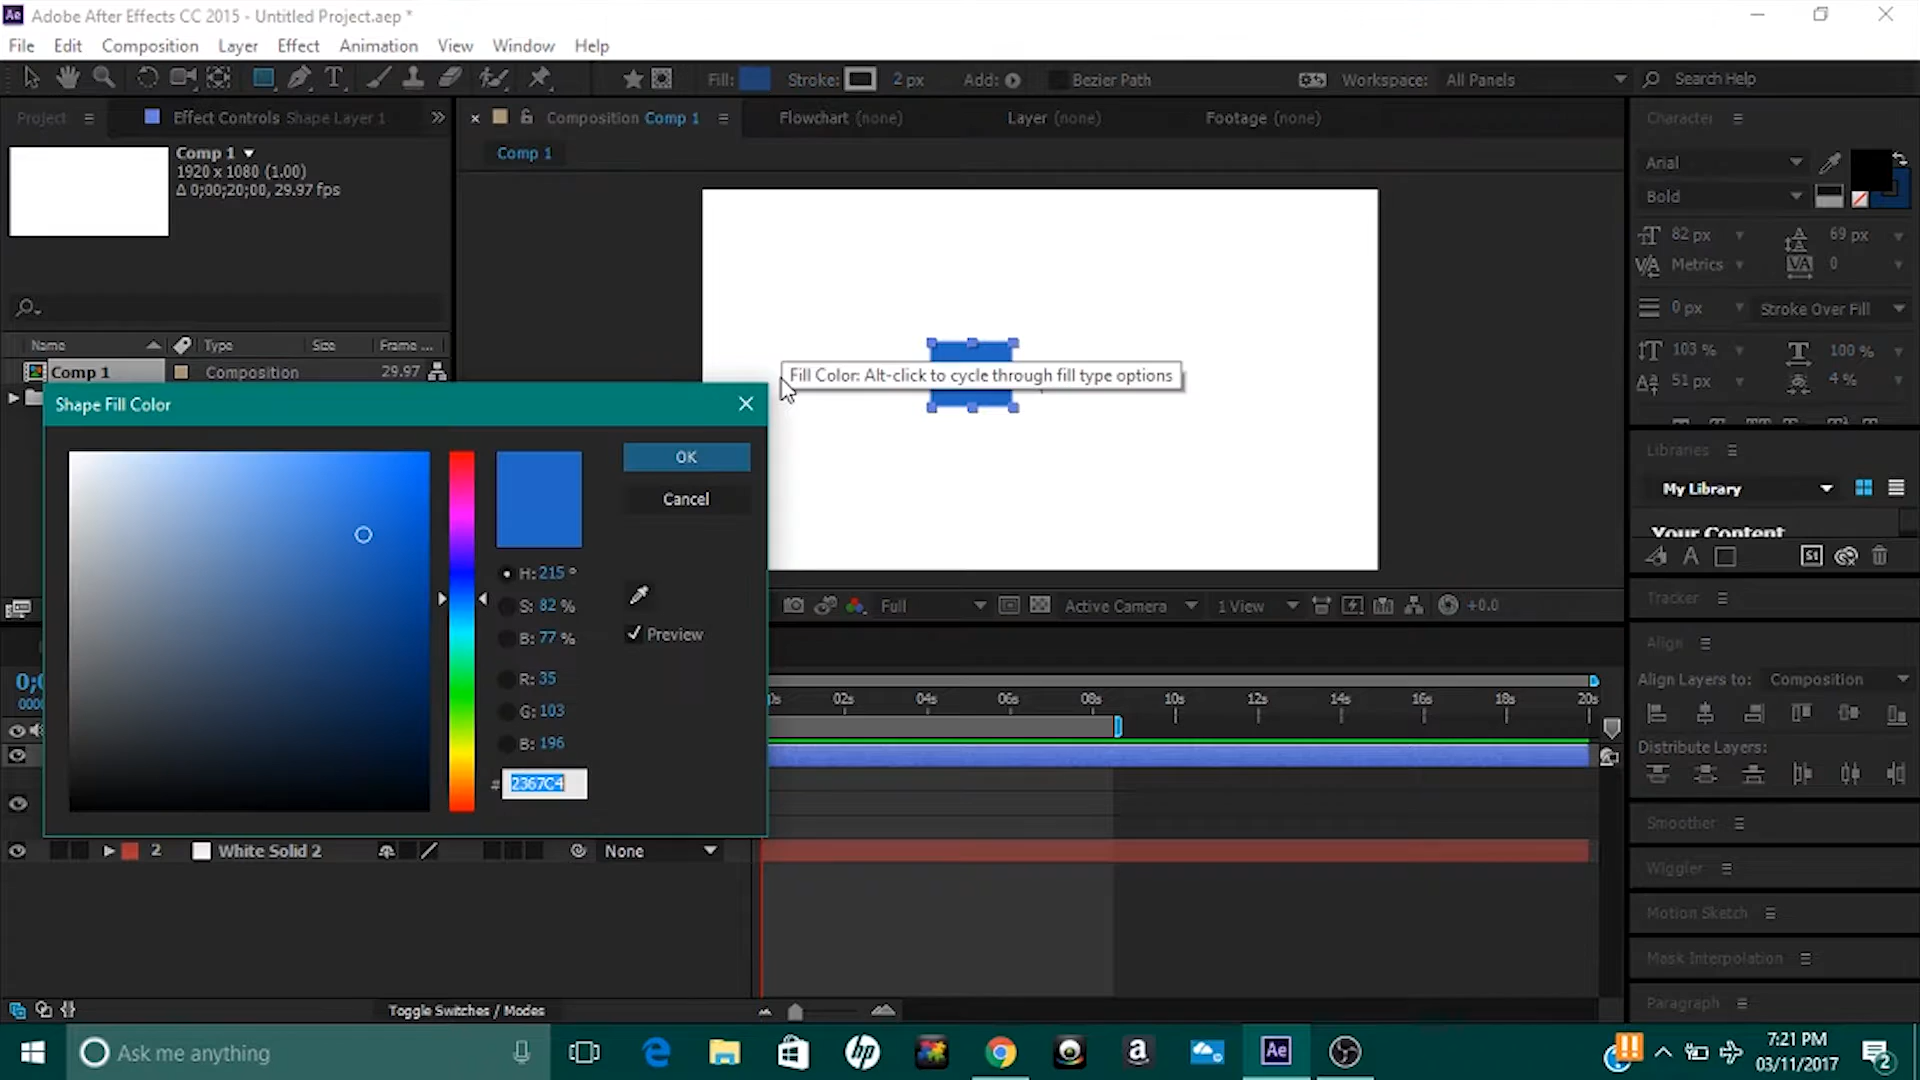 Adobe After Effects CC 2015 - Untitled Project.aep *
File Edit Composition Layer Effect Animation View Window Help
Fill: Stroke: 2 px Add: Bezier Path Workspace: All Panels Search Help
Project Effect Controls Shape Layer 1 Composition Comp 1 Flowchart (none) Layer (none) Footage (none) Character
Comp 1
1920 x 1080 (1.00)
Δ 0;00;20;00, 29.97 fps
Comp 1
Arial
Bold
82 px 69 px
Metrics 0
0 px Stroke Over Fill
103 % 100 %
51 px 4 %
Name Type Size Frame ...
Comp 1 Composition 29.97
Fill Color: Alt-click to cycle through fill type options
Shape Fill Color
OK
Cancel
H: 215 °
S: 82 %
B: 77 %
Preview
R: 35
G: 103
B: 196
# 2367C4
Libraries
My Library
Your Content
Full Active Camera 1 View +0.0
Tracker
Align
Align Layers to: Composition
Distribute Layers:
02s 04s 06s 08s 10s 12s 14s 16s 18s 20s
2 White Solid 2 None
Smoother
Wiggler
Motion Sketch
Mask Interpolation
Paragraph
Toggle Switches / Modes
Ask me anything
hp
a
Ae
7:21 PM
03/11/2017
2